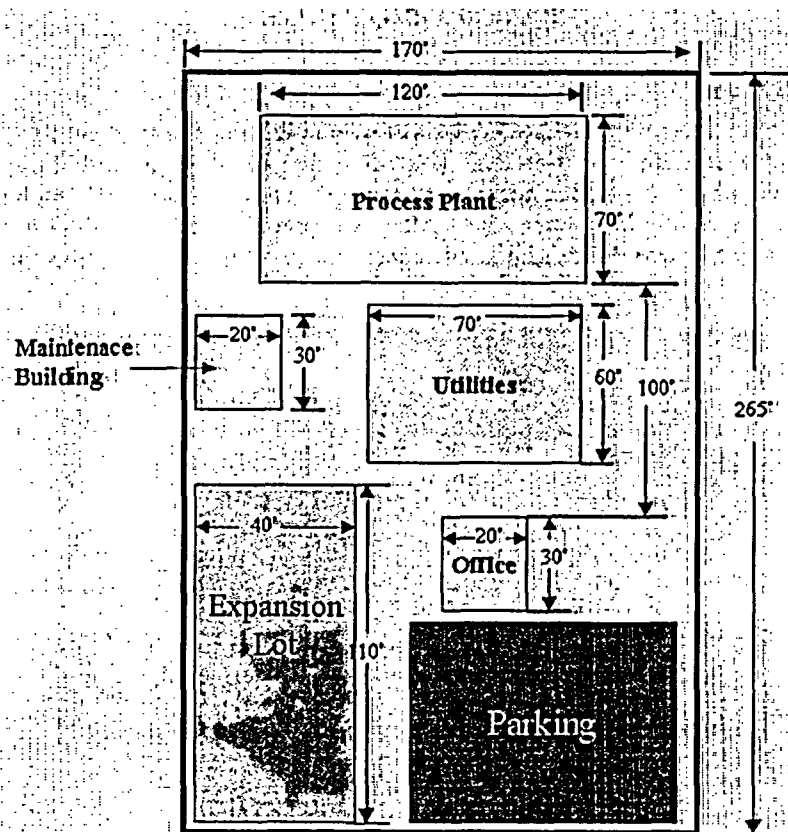 170'
120'
Process Plant
70'
Maintenace
Building
20'
30'
70'
Utilities
60'
100'
265'
40'
Expansion
Lot
110'
20'
Office
30'
Parking